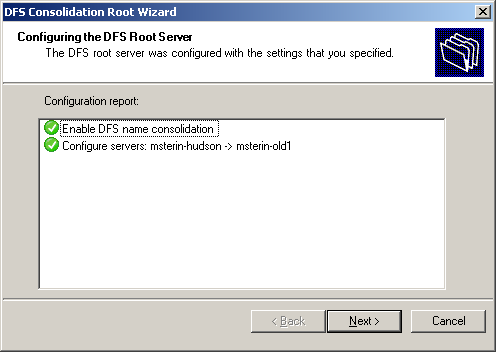 DFS Consolidation Root Wizard
Configuring the DFS Root Server
The DFS root server was configured with the settings that you specified.
Configuration report:
Enable DFS name consolidation
Configure servers: msterin-hudson -> msterin-old1
< Back
Next >
Cancel